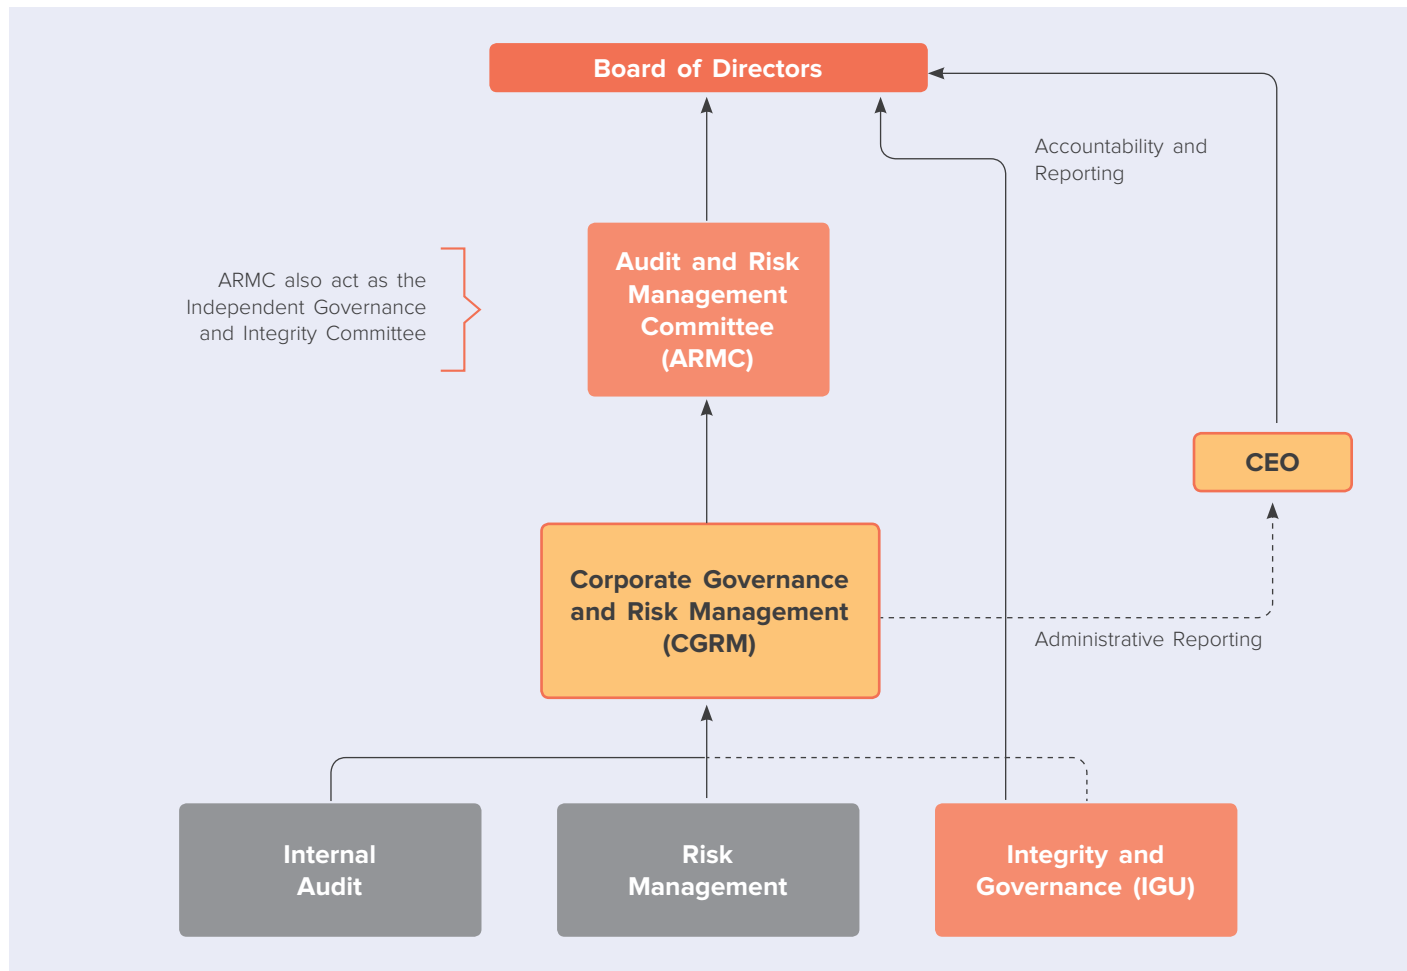 Board of Directors
Accountability and
Reporting
ARMC also act as the
Independent Governance
and Integrity Committee
Audit and Risk
Management
Committee
(ARMC)
CEO
Corporate Governance
and Risk Management
(CGRM)
Administrative Reporting
Internal
Audit
Risk
Management
Integrity and
Governance (IGU)